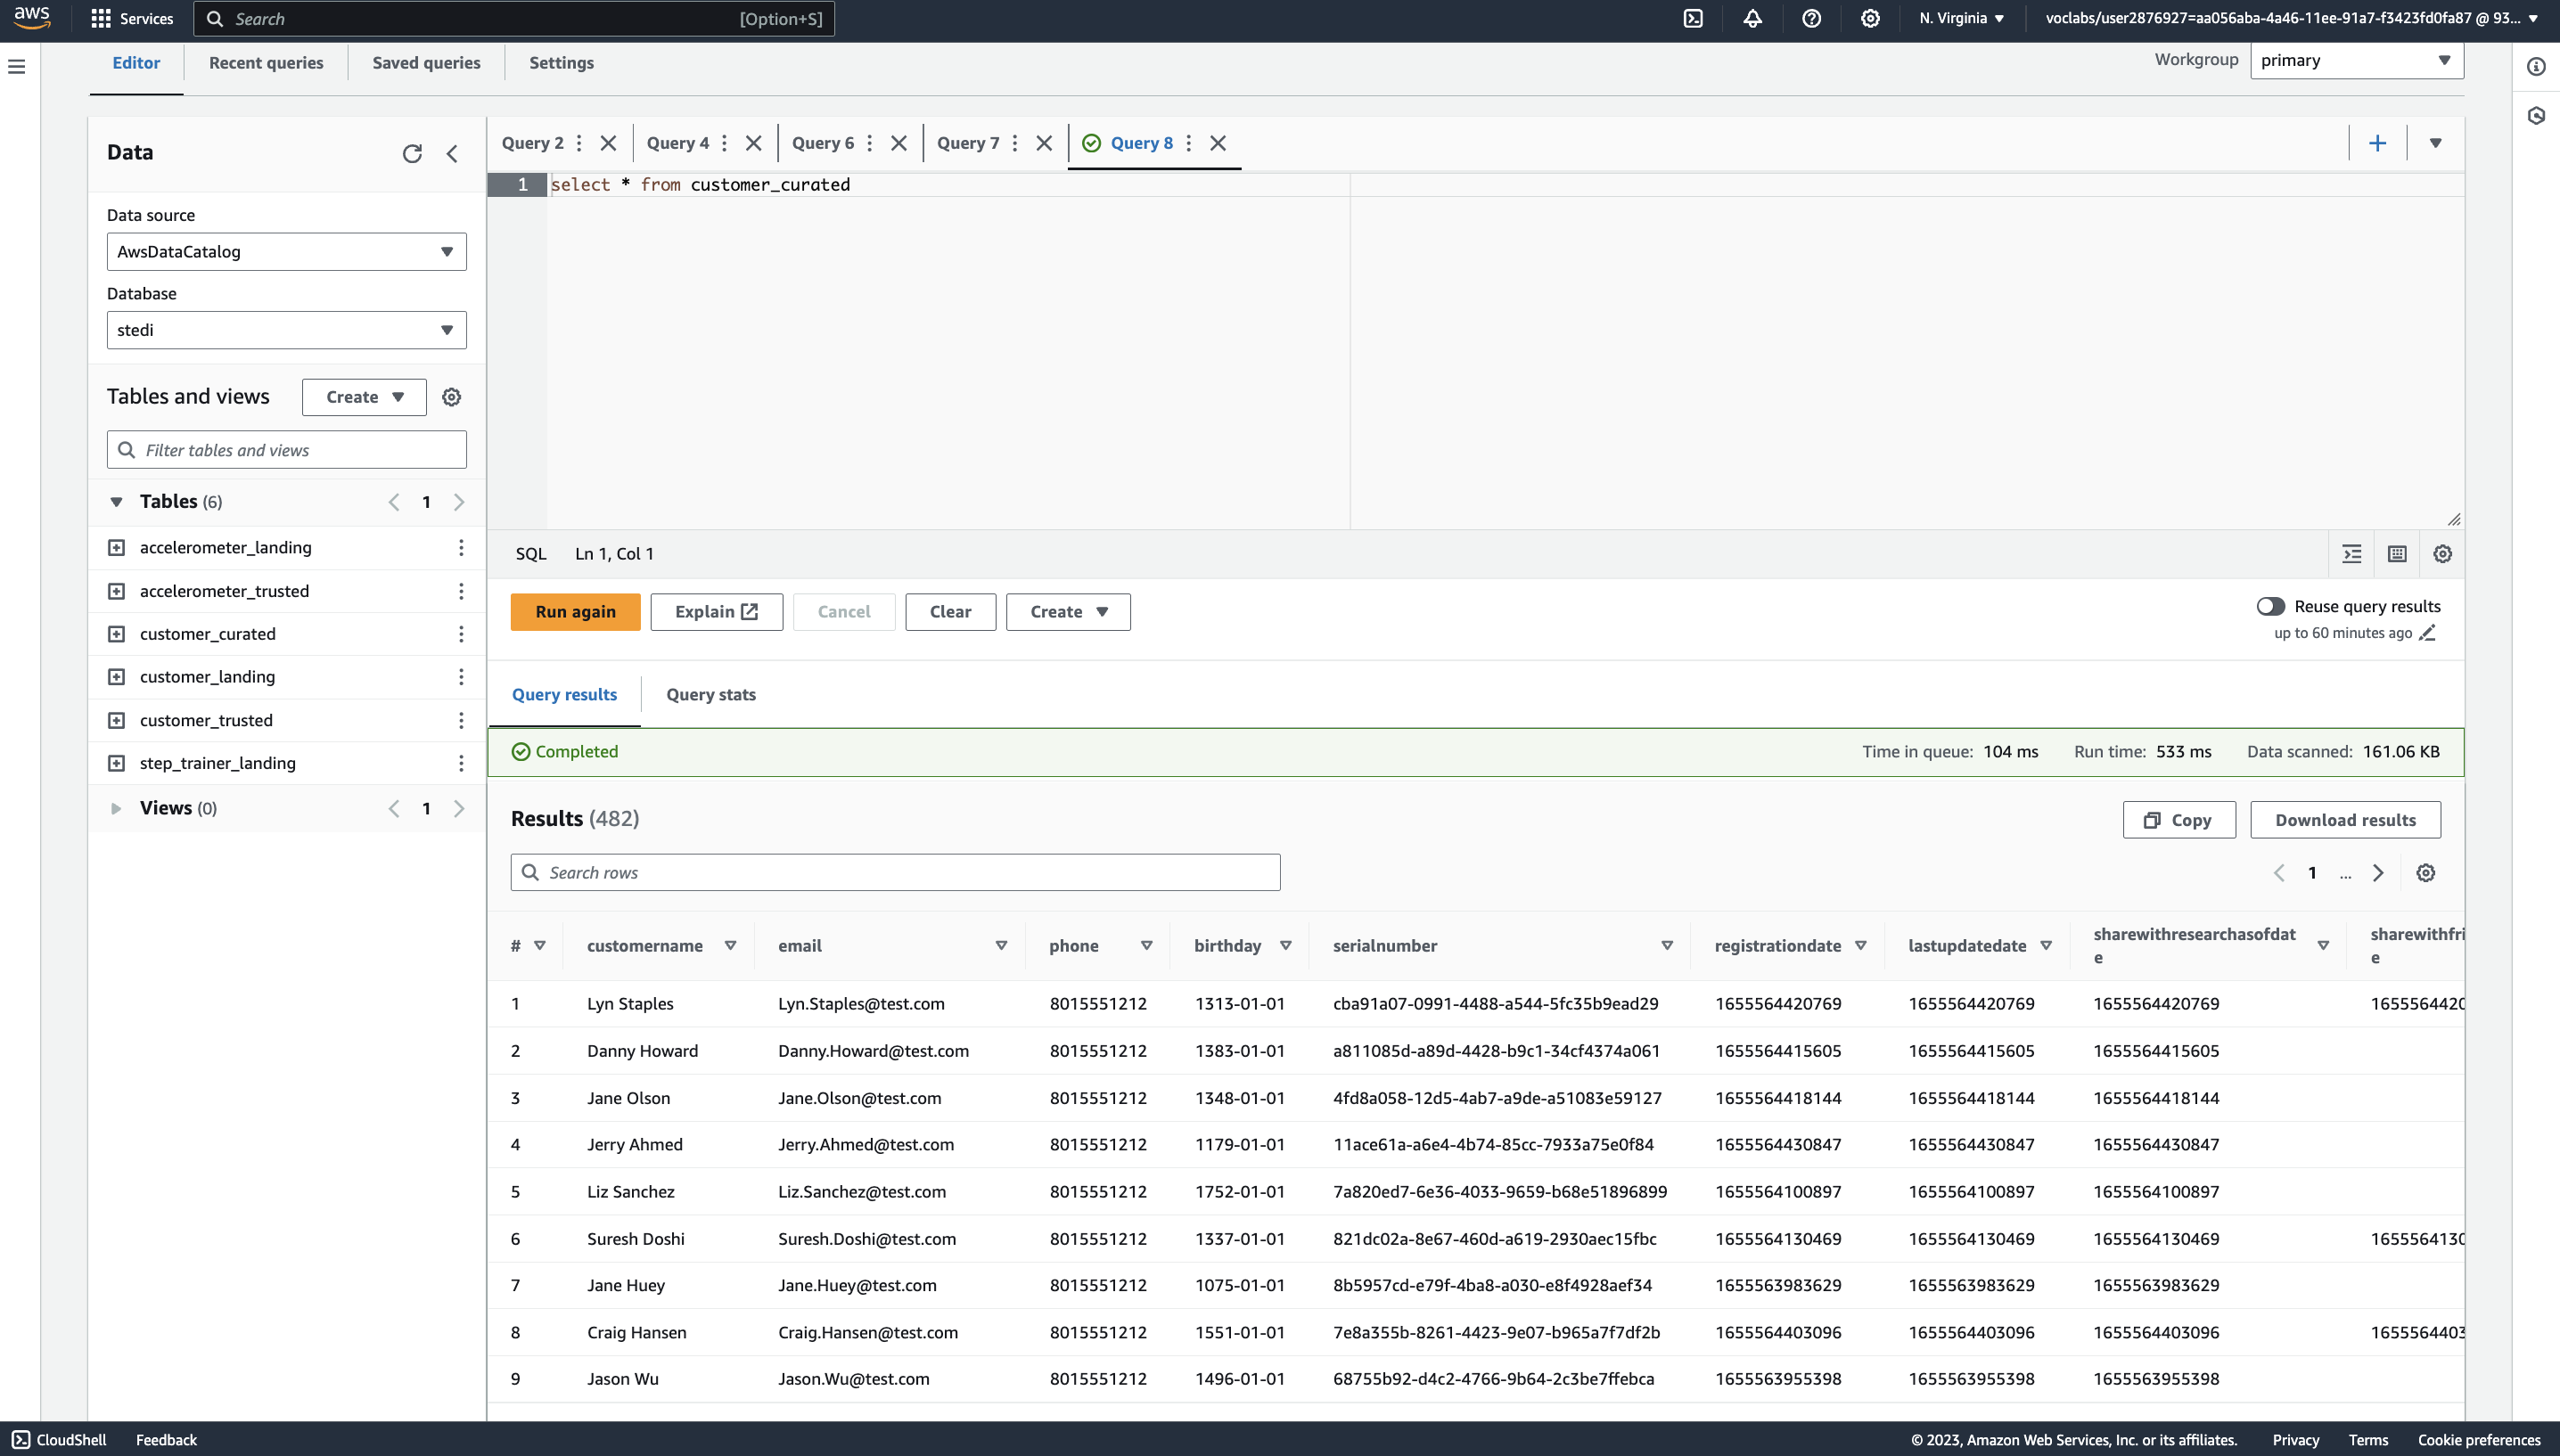 aws
Services
Search
[Option+S]
N. Virginia
voclabs/user2876927=aa056aba-4a46-11ee-91a7-f3423fd0fa87 @ 93...
Editor
Recent queries
Saved queries
Settings
Workgroup
primary
Data
Data source
AwsDataCatalog
Database
stedi
Tables and views
Create
Filter tables and views
Tables (6)
1
accelerometer_landing
accelerometer_trusted
customer_curated
customer_landing
customer_trusted
step_trainer_landing
Views (0)
1
Query 2
Query 4
Query 6
Query 7
Query 8
1 select * from customer_curated
SQL Ln 1, Col 1
Run again
Explain
Cancel
Clear
Create
Reuse query results
up to 60 minutes ago
Query results
Query stats
Completed
Time in queue: 104 ms
Run time: 533 ms
Data scanned: 161.06 KB
Results (482)
Copy
Download results
Search rows
1 ...
# customername email phone birthday serialnumber registrationdate lastupdatedate sharewithresearchasofdate sharewithfri
e
1 Lyn Staples Lyn.Staples@test.com 8015551212 1313-01-01 cba91a07-0991-4488-a544-5fc35b9ead29 1655564420769 1655564420769 1655564420769 1655564420
2 Danny Howard Danny.Howard@test.com 8015551212 1383-01-01 a811085d-a89d-4428-b9c1-34cf4374a061 1655564415605 1655564415605 1655564415605
3 Jane Olson Jane.Olson@test.com 8015551212 1348-01-01 4fd8a058-12d5-4ab7-a9de-a51083e59127 1655564418144 1655564418144 1655564418144
4 Jerry Ahmed Jerry.Ahmed@test.com 8015551212 1179-01-01 11ace61a-a6e4-4b74-85cc-7933a75e0f84 1655564430847 1655564430847 1655564430847
5 Liz Sanchez Liz.Sanchez@test.com 8015551212 1752-01-01 7a820ed7-6e36-4033-9659-b68e51896899 1655564100897 1655564100897 1655564100897
6 Suresh Doshi Suresh.Doshi@test.com 8015551212 1337-01-01 821dc02a-8e67-460d-a619-2930aec15fbc 1655564130469 1655564130469 1655564130469 1655564130
7 Jane Huey Jane.Huey@test.com 8015551212 1075-01-01 8b5957cd-e79f-4ba8-a030-e8f4928aef34 1655563983629 1655563983629 1655563983629
8 Craig Hansen Craig.Hansen@test.com 8015551212 1551-01-01 7e8a355b-8261-4423-9e07-b965a7f7df2b 1655564403096 1655564403096 1655564403096 1655564403
9 Jason Wu Jason.Wu@test.com 8015551212 1496-01-01 68755b92-d4c2-4766-9b64-2c3be7ffebca 1655563955398 1655563955398 1655563955398
CloudShell
Feedback
© 2023, Amazon Web Services, Inc. or its affiliates.
Privacy
Terms
Cookie preferences